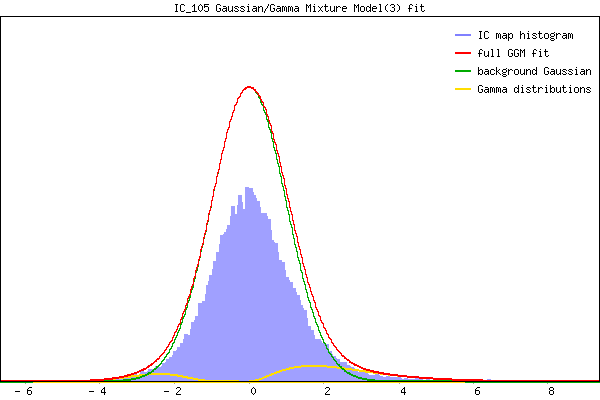 IC_105 Gaussian/Gamma Mixture Model(3) fit
IC map histogram
full GGM fit
background Gaussian
Gamma distributions
-6 -4 -2 0 2 4 6 8